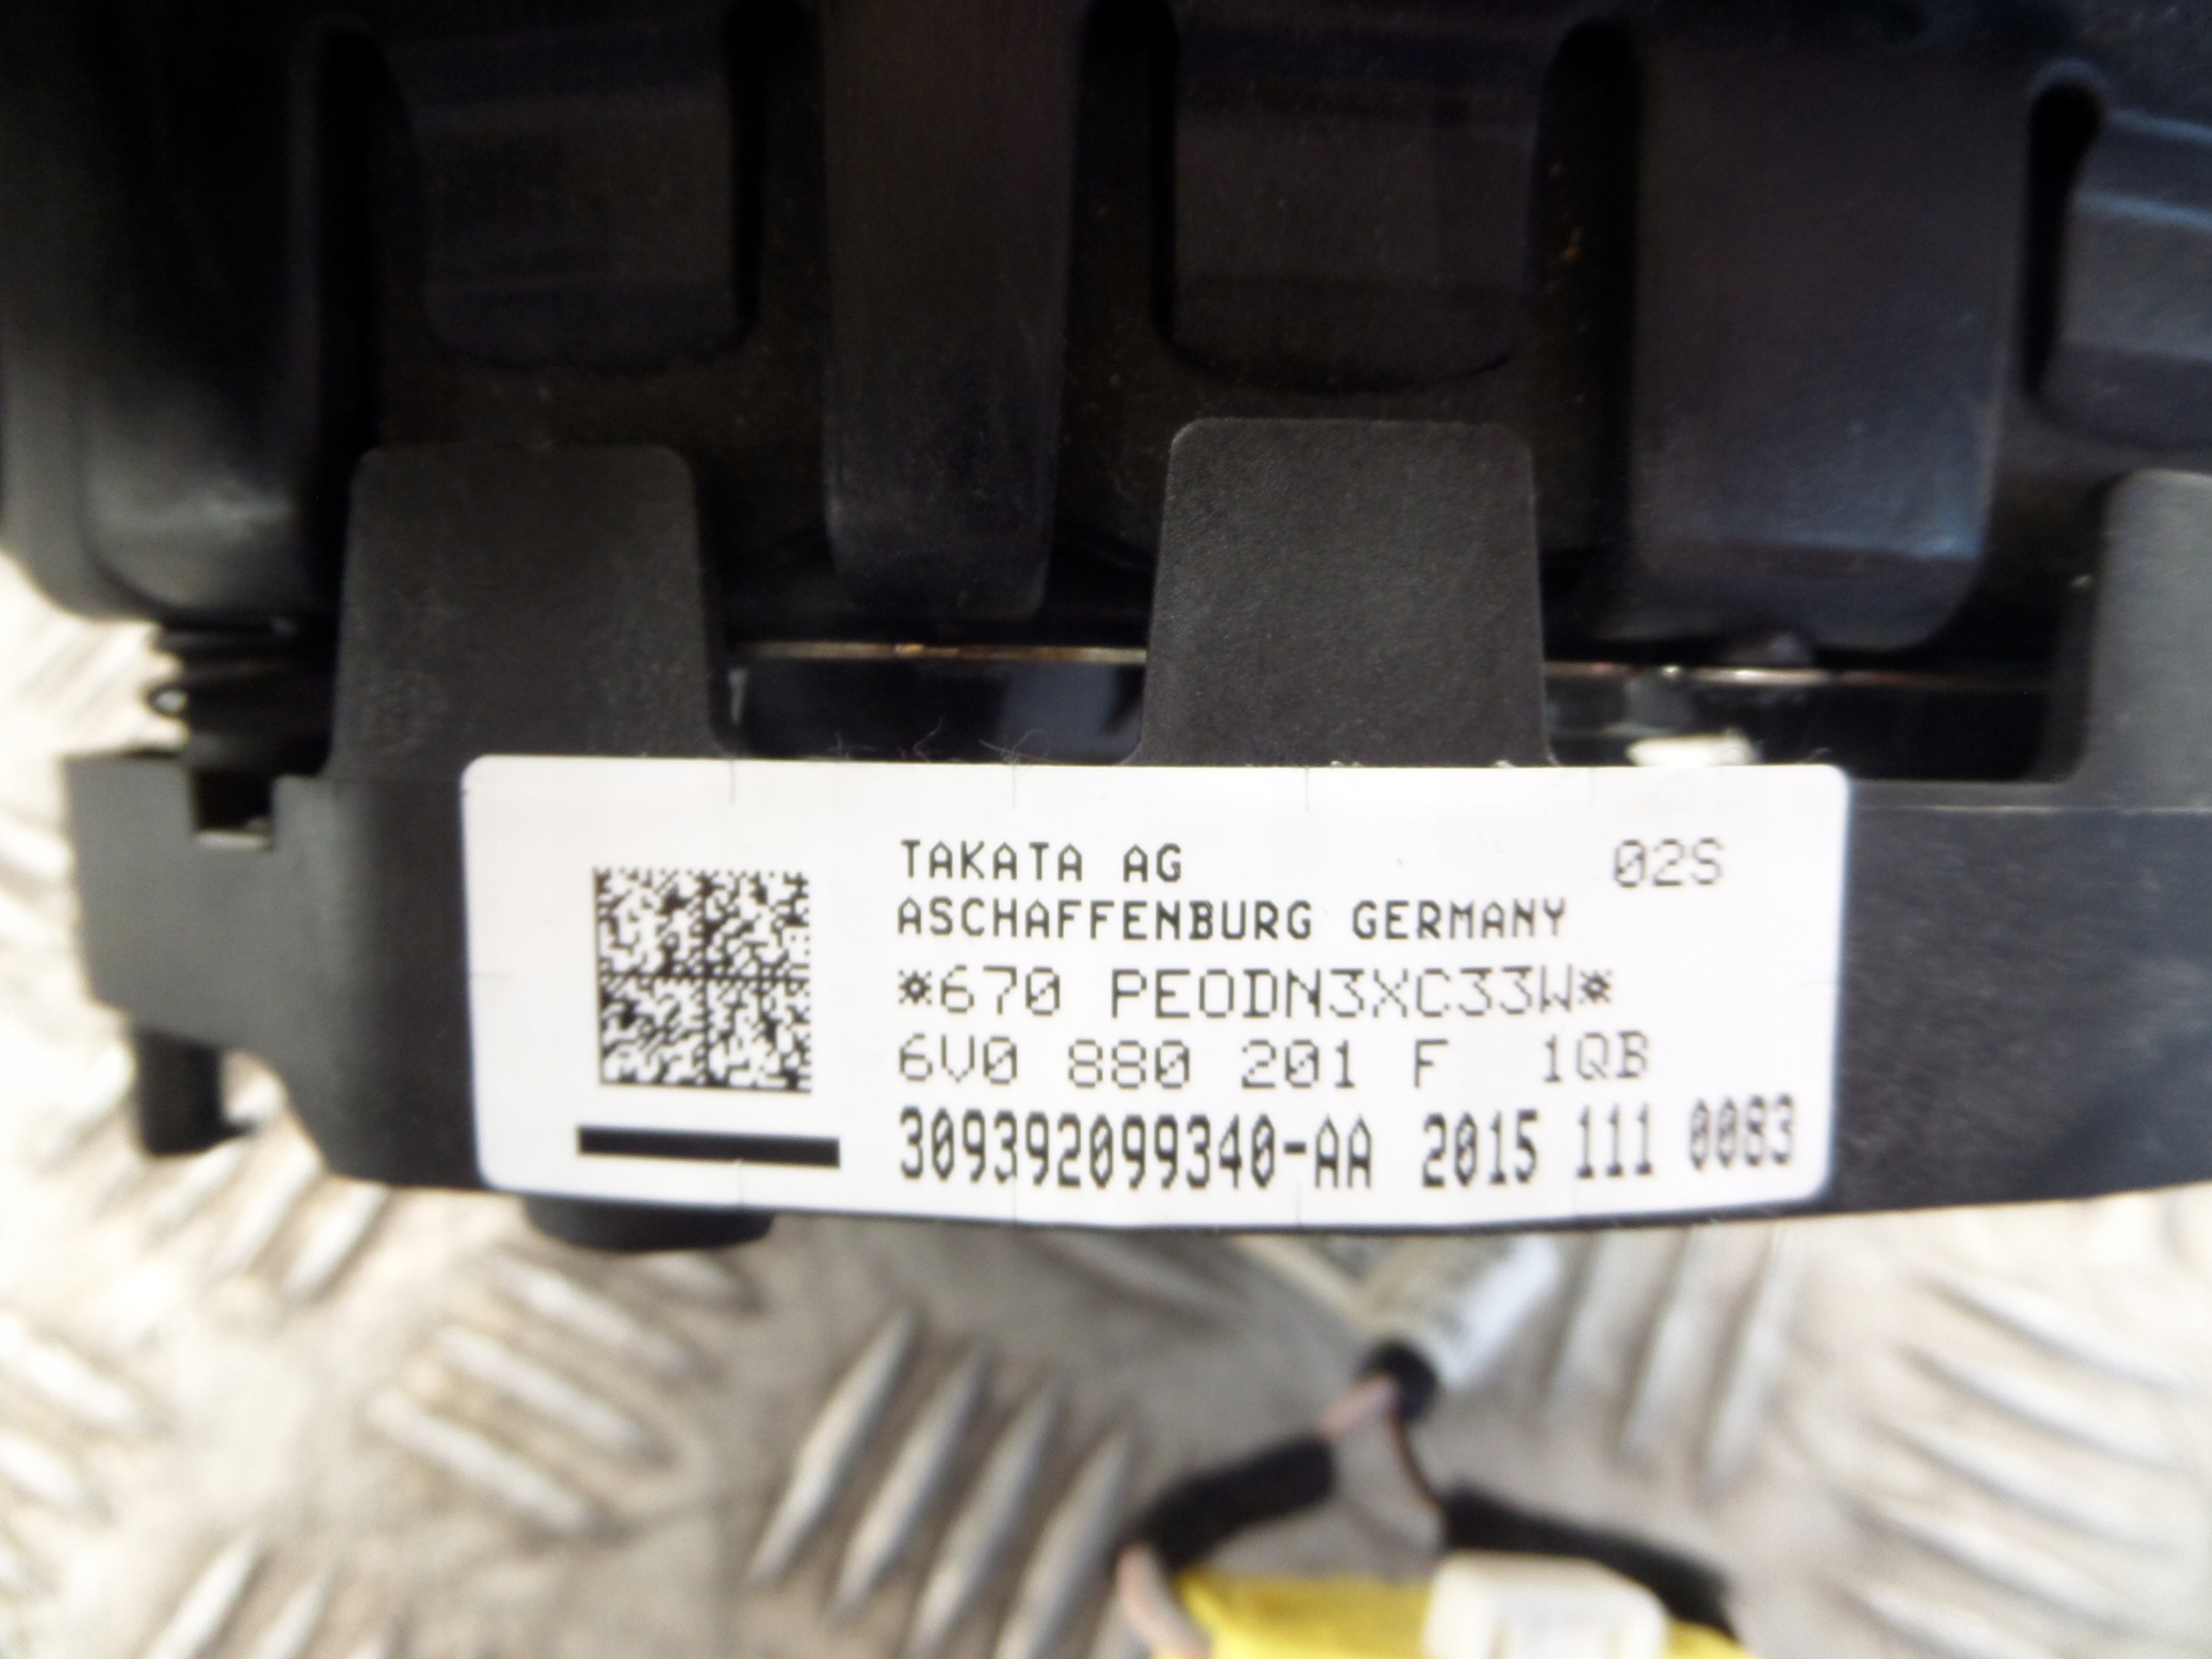 TAKATA AG 02S
ASCHAFFENBURG GERMANY
*670 PEODN3XC33W*
6V0 880 201 F 1QB
309392099340-AA 2015 111 0083